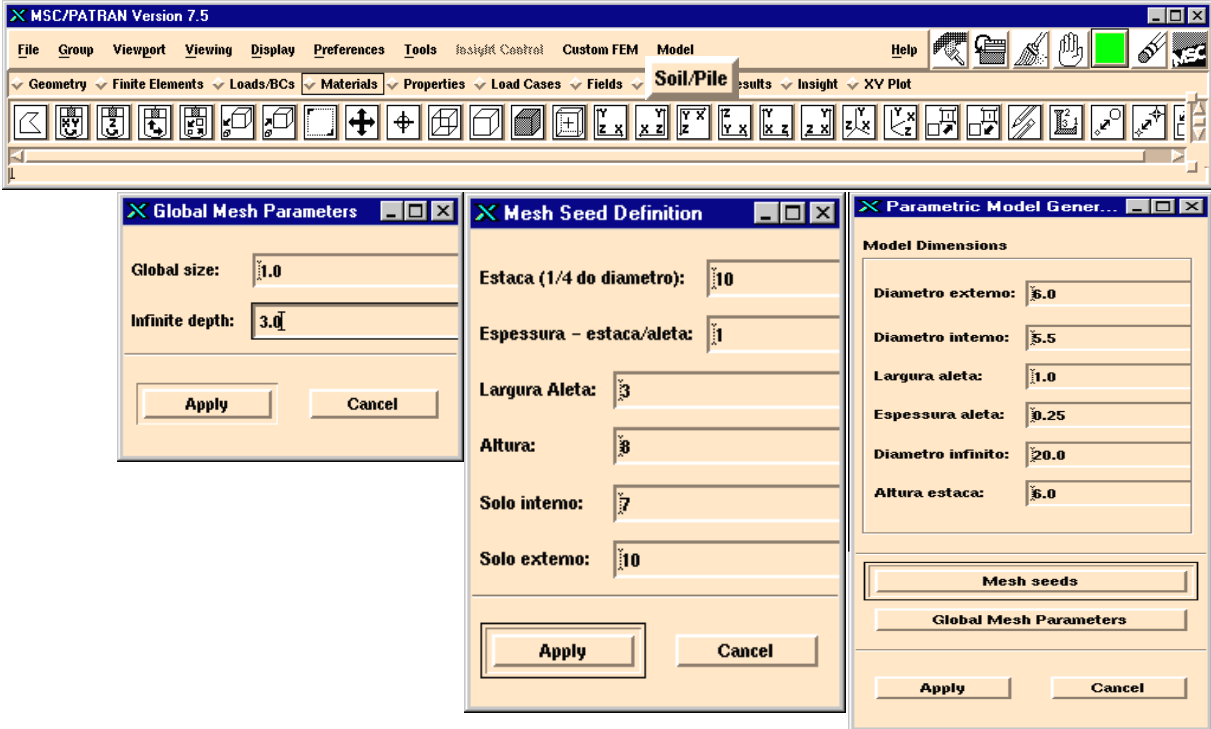 MSC/PATRAN Version 7.5
File Group Viewport Viewing Display Preferences Tools Insight Control Custom FEM Model Help
MSC
Geometry Finite Elements Loads/BCs Materials Properties Load Cases Fields Soil/Pile esults Insight XY Plot
Global Mesh Parameters
Global size: 1.0
Infinite depth: 3.0
Apply Cancel
Mesh Seed Definition
Estaca (1/4 do diametro): 10
Espessura - estaca/aleta: 1
Largura Aleta: 3
Altura: 8
Solo interno: 7
Solo externo: 10
Apply Cancel
Parametric Model Gener...
Model Dimensions
Diametro externo: 6.0
Diametro interno: 5.5
Largura aleta: 1.0
Espessura aleta: 0.25
Diametro infinito: 20.0
Altura estaca: 6.0
Mesh seeds
Global Mesh Parameters
Apply Cancel